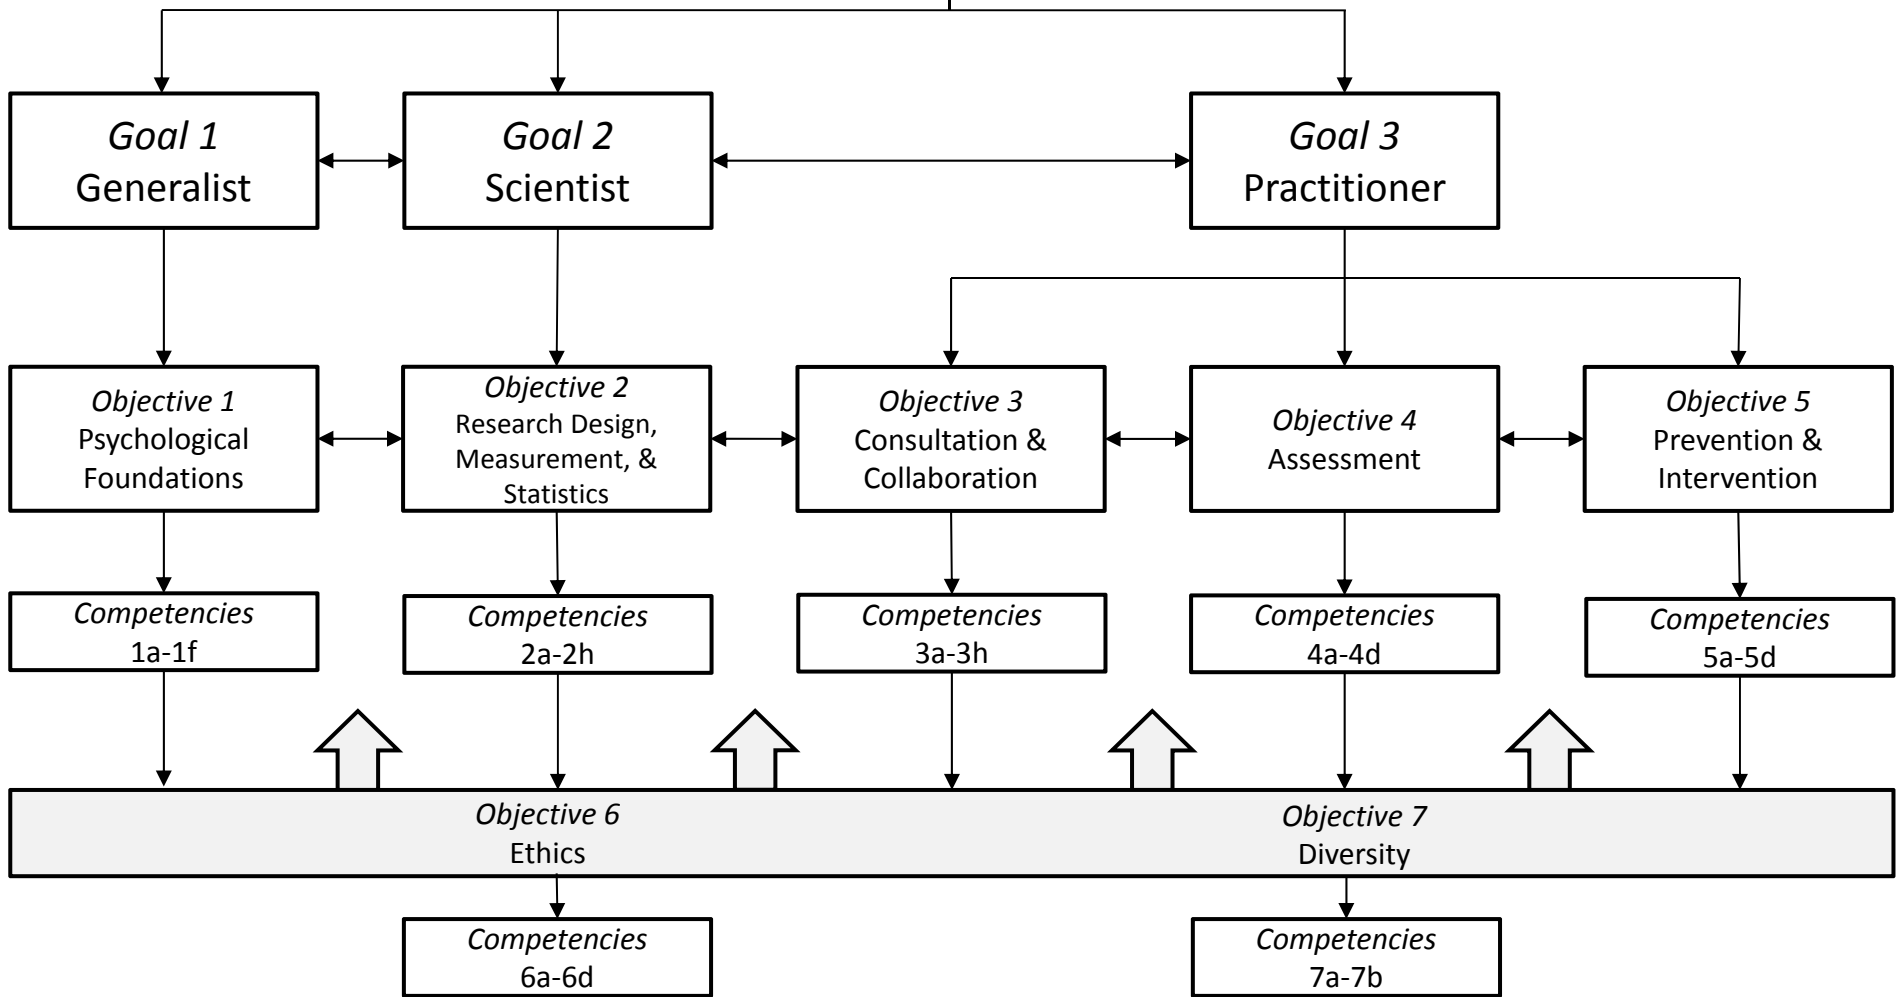 Goal 1
Generalist
Goal 2
Scientist
Goal 3
Practitioner
Objective 1
Psychological
Foundations
Objective 2
Research Design,
Measurement, &
Statistics
Objective 3
Consultation &
Collaboration
Objective 4
Assessment
Objective 5
Prevention &
Intervention
Competencies
1a-1f
Competencies
2a-2h
Competencies
3a-3h
Competencies
4a-4d
Competencies
5a-5d
Objective 6
Ethics
Objective 7
Diversity
Competencies
6a-6d
Competencies
7a-7b